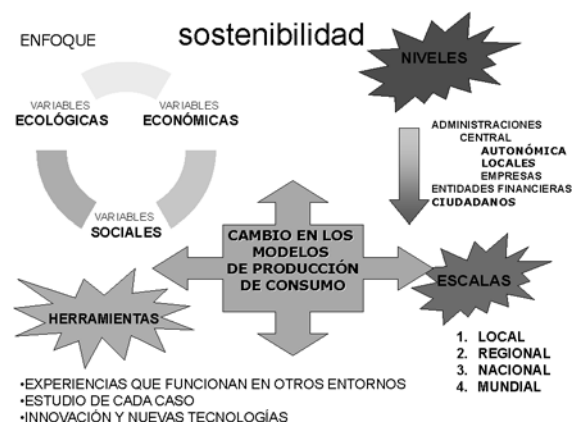 ENFOQUE
sostenibilidad
NIVELES
VARIABLES
ECOLÓGICAS
VARIABLES
ECONÓMICAS
VARIABLES
SOCIALES
ADMINISTRACIONES
CENTRAL
AUTONÓMICA
LOCALES
EMPRESAS
ENTIDADES FINANCIERAS
CIUDADANOS
CAMBIO EN LOS
MODELOS
DE PRODUCCIÓN
DE CONSUMO
HERRAMIENTAS
ESCALAS
1. LOCAL
2. REGIONAL
3. NACIONAL
4. MUNDIAL
•EXPERIENCIAS QUE FUNCIONAN EN OTROS ENTORNOS
•ESTUDIO DE CADA CASO
•INNOVACIÓN Y NUEVAS TECNOLOGÍAS